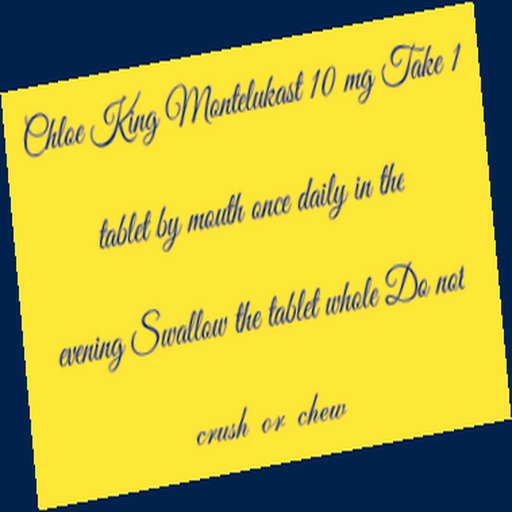 Chloe King Montelukast 10 mg Take 1
tablet by mouth once daily in the
evening Swallow the tablet whole Do not
crush or chew